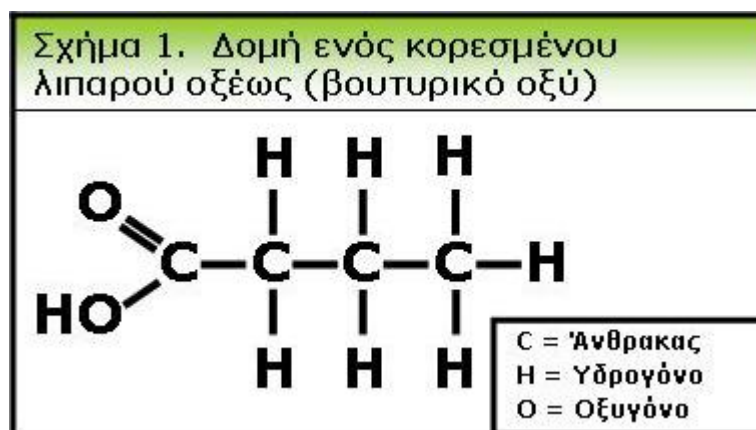 Σχήμα 1. Δομή ενός κορεσμένου
λιπαρού οξέως (βουτυρικό οξύ)
H H H
O
C C C C H
HO
H H H
C = Άνθρακας
H = Υδρογόνο
O = Οξυγόνο